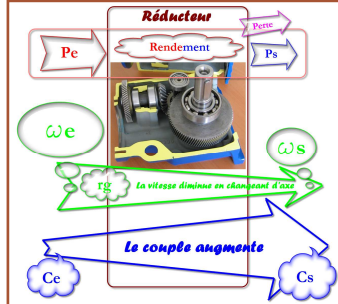 Réducteur
Perte
Pe
Rendement
Ps
ωe
ωs
rg
La vitesse diminue en changeant d'axe
Le couple augmente
Ce
Cs